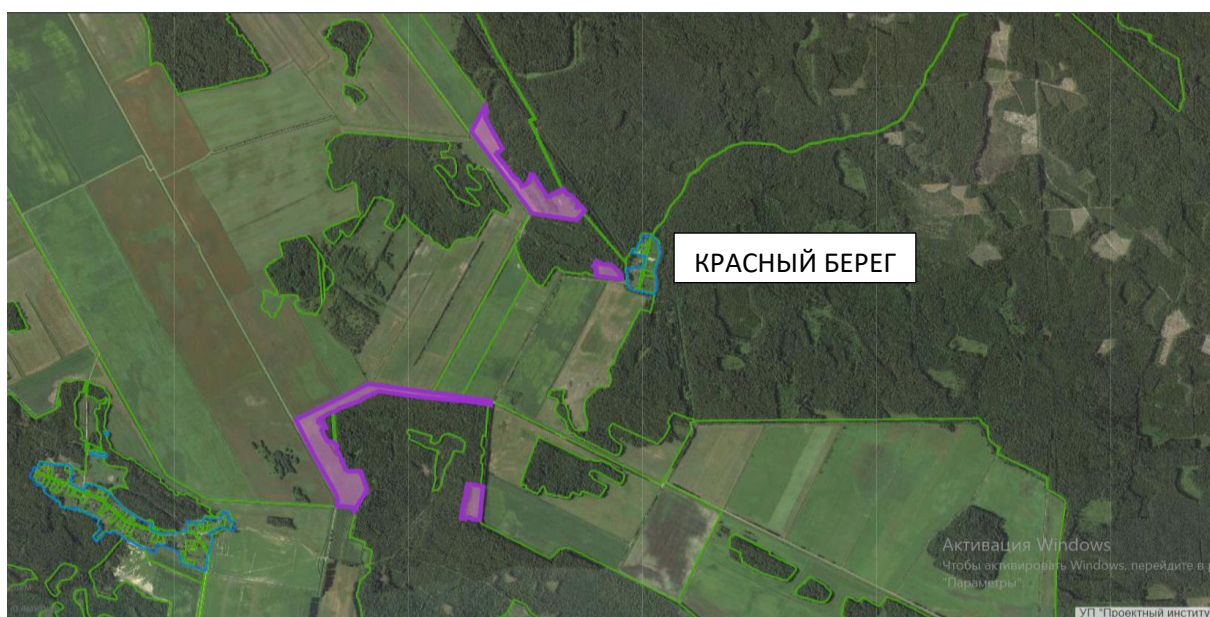 КРАСНЫЙ БЕРЕГ
Активация Windows
Чтобы активировать Windows, перейдите в
"Параметры".
УП "Проектный институ